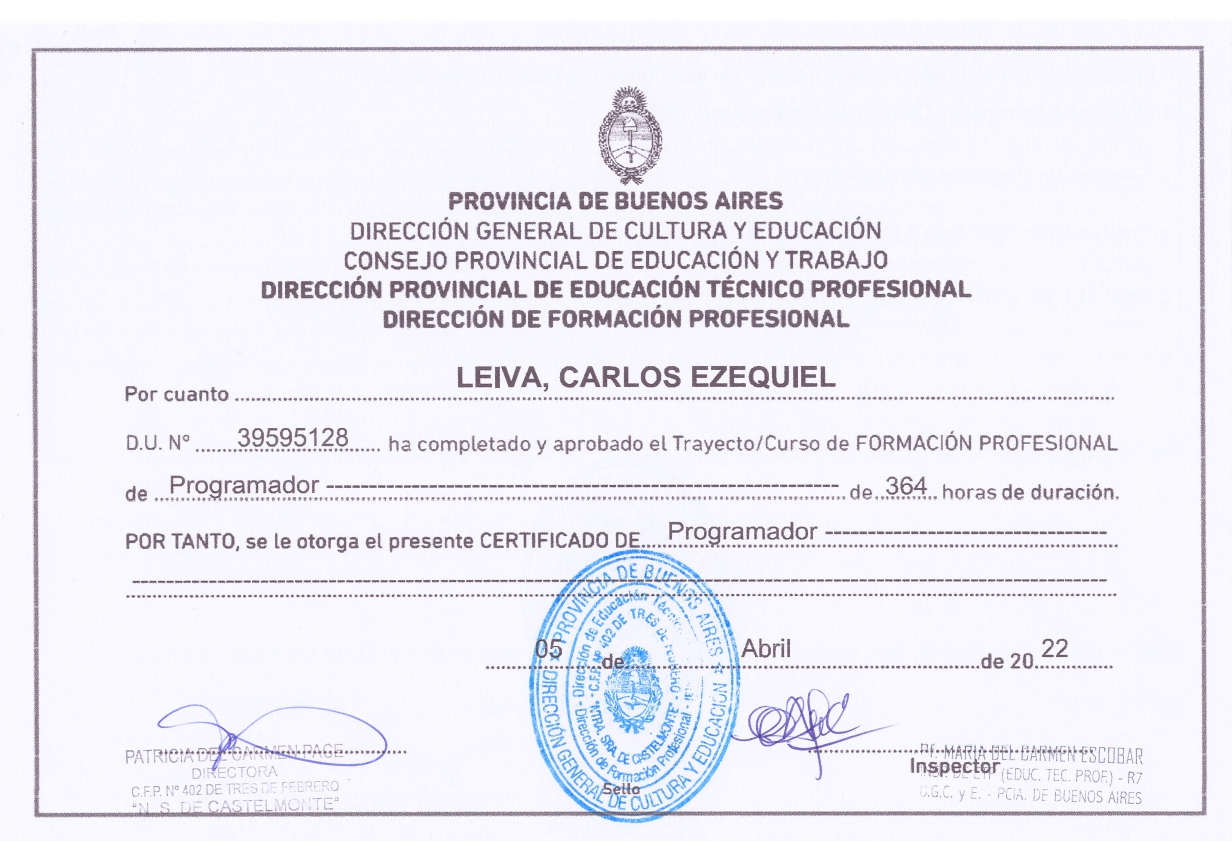 PROVINCIA DE BUENOS AIRES
DIRECCIÓN GENERAL DE CULTURA Y EDUCACIÓN
CONSEJO PROVINCIAL DE EDUCACIÓN Y TRABAJO
DIRECCIÓN PROVINCIAL DE EDUCACIÓN TÉCNICO PROFESIONAL
DIRECCIÓN DE FORMACIÓN PROFESIONAL
Por cuanto LEIVA, CARLOS EZEQUIEL
D.U. Nº 39595128 ha completado y aprobado el Trayecto/Curso de FORMACIÓN PROFESIONAL
de Programador de 364 horas de duración.
POR TANTO, se le otorga el presente CERTIFICADO DE Programador
05 de Abril de 20 22
PROVINCIA DE BUENOS AIRES
DIRECCIÓN GENERAL DE CULTURA Y EDUCACIÓN
Dirección de Educación
C.F.P. Nº 402 DE TRES DE FEBRERO
"NTRA. SRA. DE CASTELMONTE"
Dirección de Formación Profesional
Sello
PATRICIA DEL CARMEN PACE
DIRECTORA
C.F.P. Nº 402 DE TRES DE FEBRERO
"N. S. DE CASTELMONTE"
MARIA DEL CARMEN ESCOBAR
Inspector
(EDUC. TEC. PROF.) - R7
D.G.C. y E. - PCIA. DE BUENOS AIRES